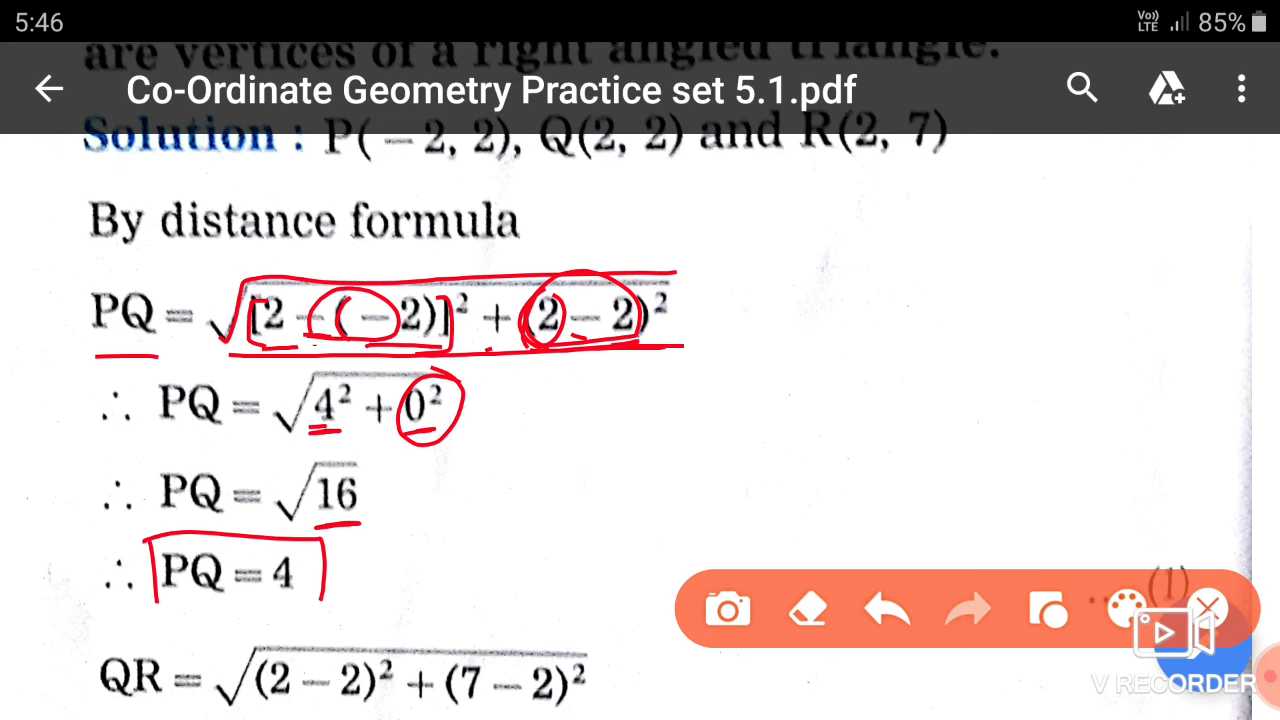 5:46
Vo)) LTE 85%
are vertices of a right angled triangle.
Co-Ordinate Geometry Practice set 5.1.pdf
Solution : P(− 2, 2), Q(2, 2) and R(2, 7)
By distance formula
PQ = √[2 − (− 2)]² + (2 − 2)²
∴ PQ = √4² + 0²
∴ PQ = √16
∴ PQ = 4
... (1)
QR = √(2 − 2)² + (7 − 2)²
V RECORDER